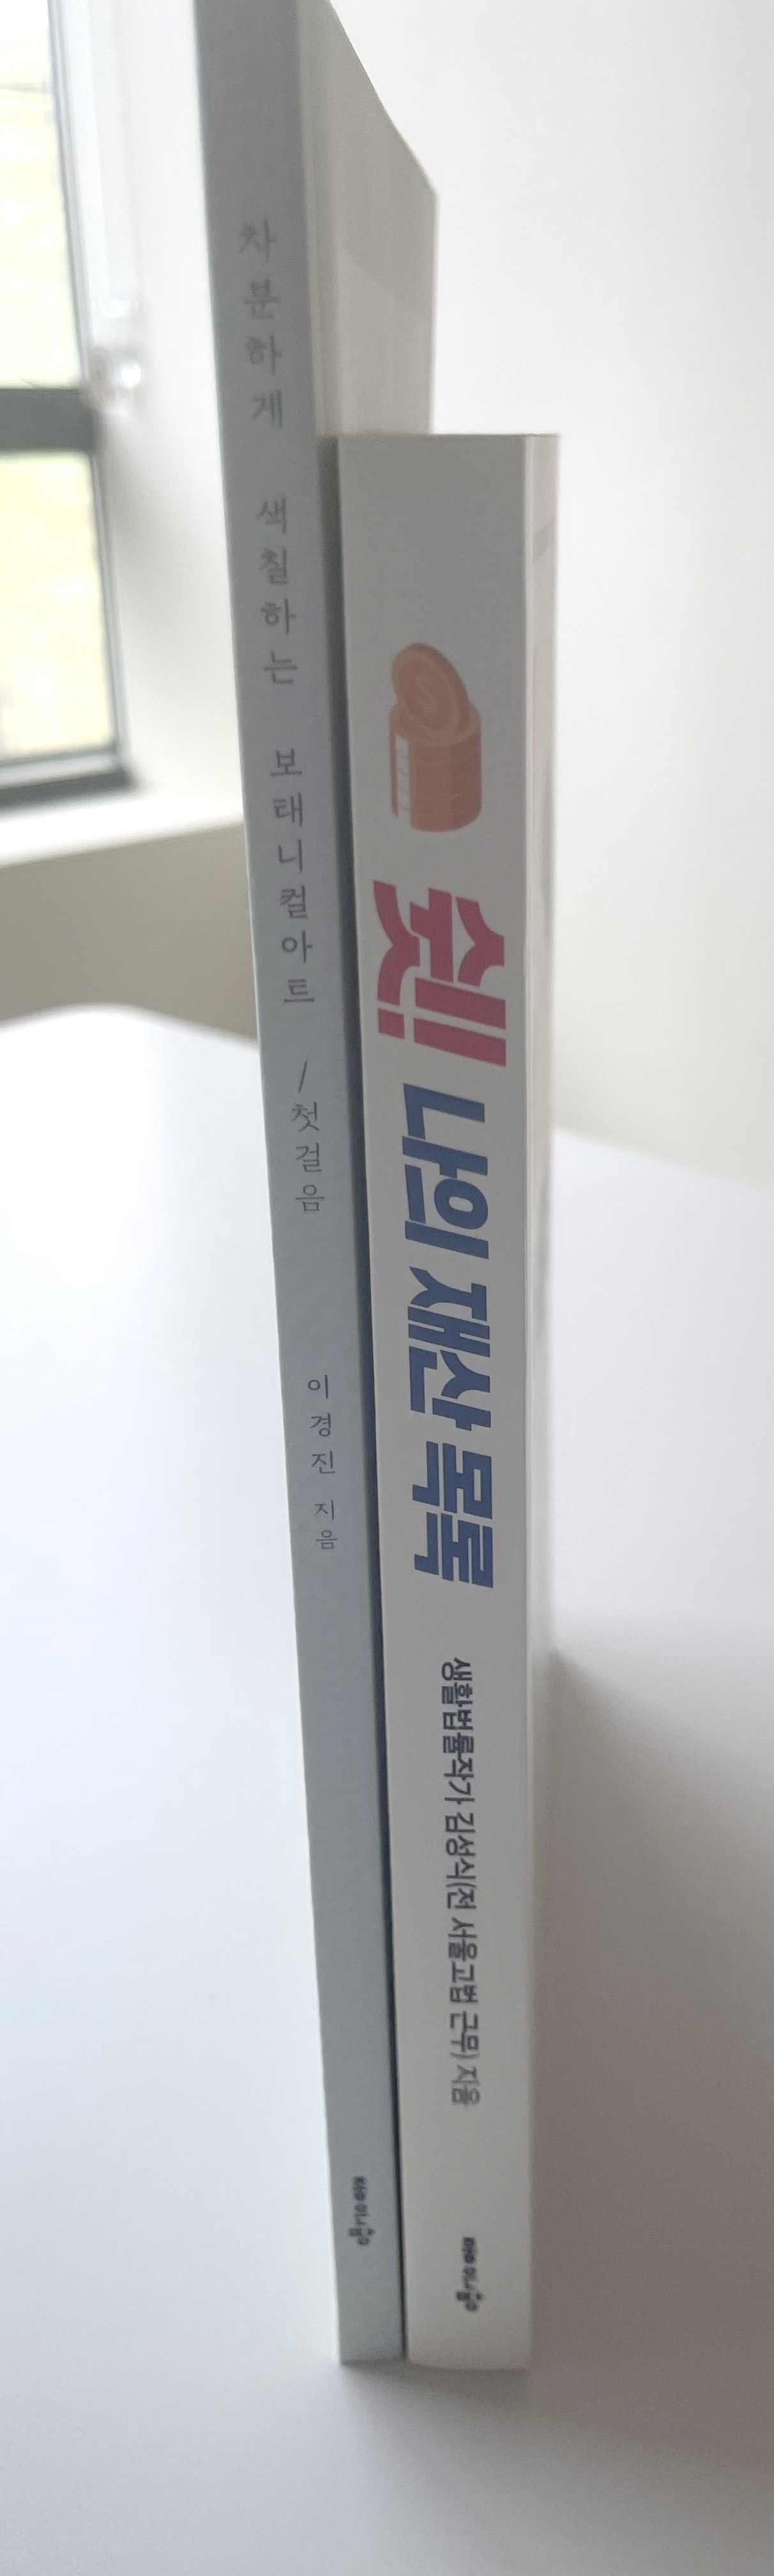 차분하게 색칠하는 보태니컬아트 /첫걸음
이경진 지음
쉿!! 나의 재산 목록
생활법률작가 김성식(전 서울고법 근무) 지음